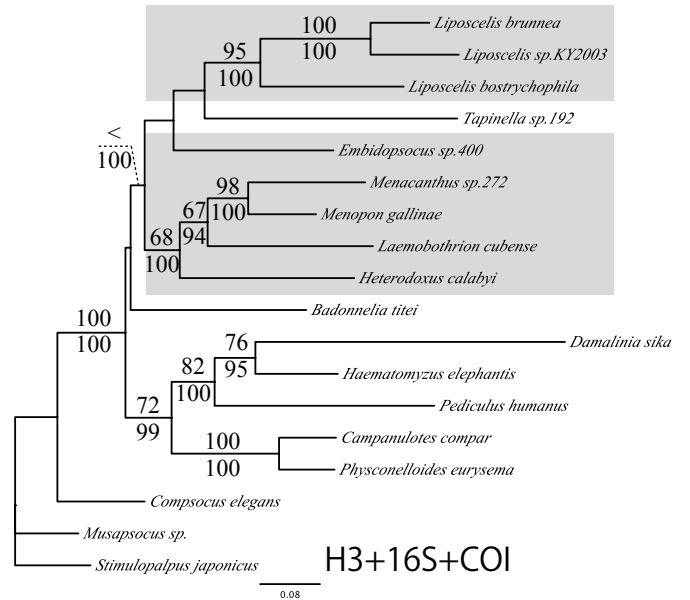 100
100
Liposcelis brunnea
Liposcelis sp.KY2003
95
100
Liposcelis bostrychophila
Tapinella sp.192
<
100
Embidopsocus sp.400
98
100
Menacanthus sp.272
Menopon gallinae
67
94
Laemobothrion cubense
68
100
Heterodoxus calabyi
Badonnelia titei
100
100
76
95
Damalinia sika
Haematomyzus elephantis
82
100
Pediculus humanus
72
99
100
100
Campanulotes compar
Physconelloides eurysema
Compsocus elegans
Musapsocus sp.
Stimulopalpus japonicus
H3+16S+COI
0.08